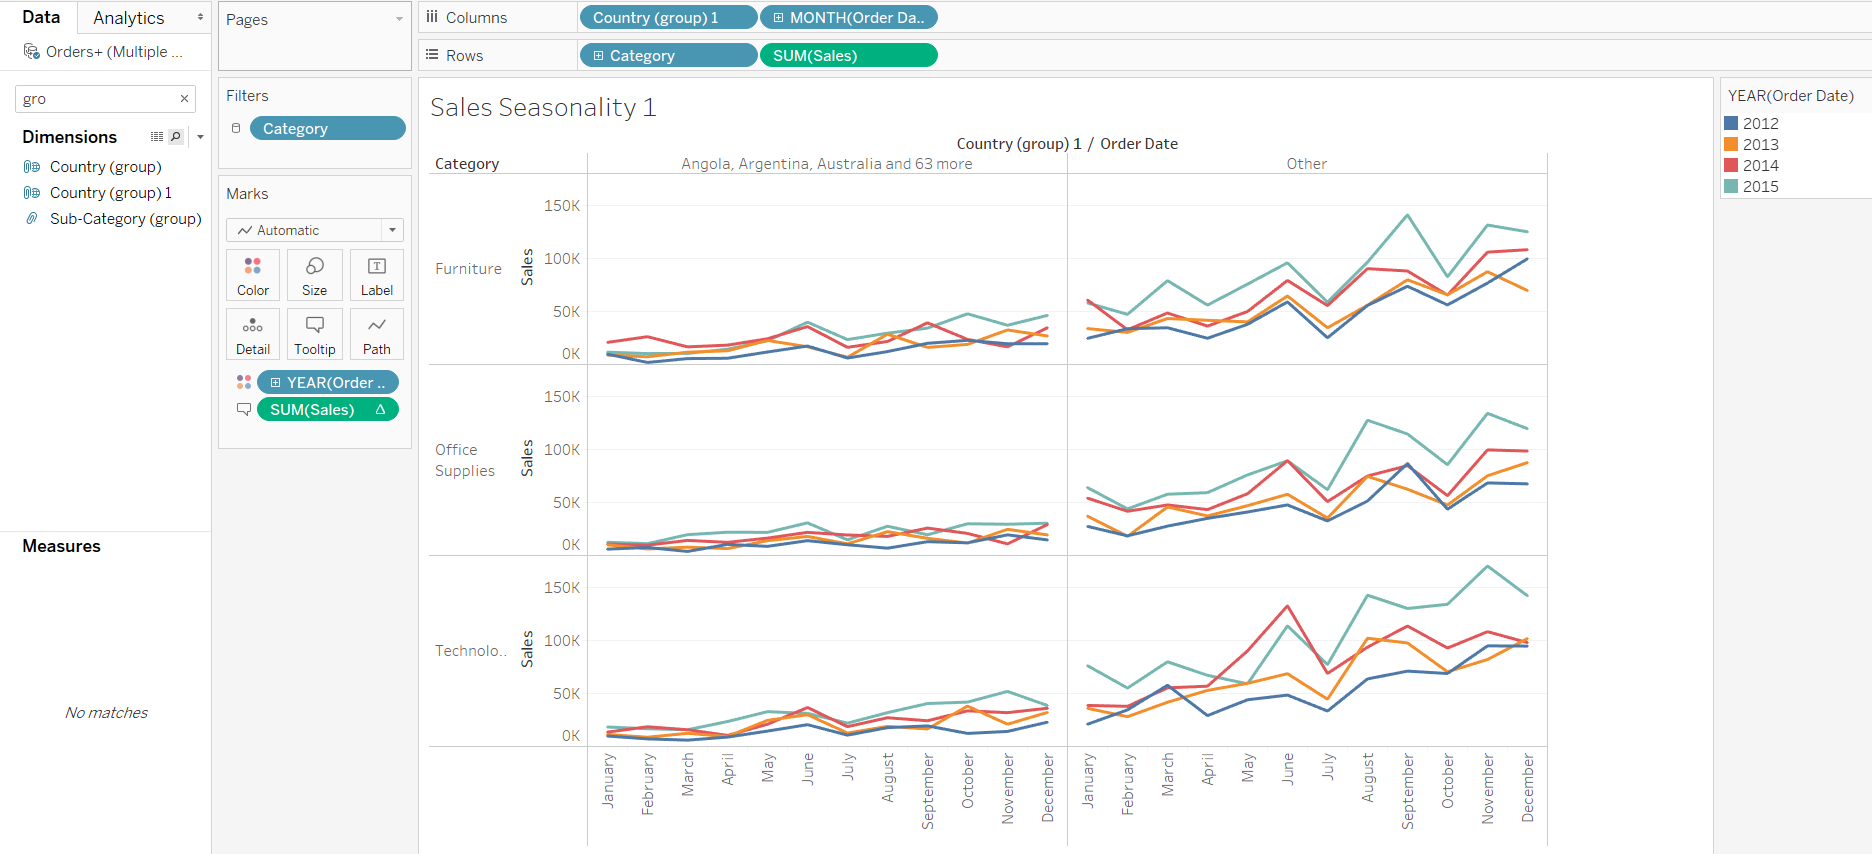 Data
Analytics
Orders+ (Multiple ...
gro
Dimensions
Country (group)
Country (group) 1
Sub-Category (group)
Measures
No matches
Pages
Filters
Category
Marks
Automatic
Color
Size
Label
Detail
Tooltip
Path
YEAR(Order ..
SUM(Sales) Δ
Columns
Country (group) 1
MONTH(Order Da..
Rows
Category
SUM(Sales)
Sales Seasonality 1
Country (group) 1 / Order Date
Category
Angola, Argentina, Australia and 63 more
Other
Furniture
Sales
150K
100K
50K
0K
Office
Supplies
Sales
150K
100K
50K
0K
Technolo..
Sales
150K
100K
50K
0K
January
February
March
April
May
June
July
August
September
October
November
December
January
February
March
April
May
June
July
August
September
October
November
December
YEAR(Order Date)
2012
2013
2014
2015